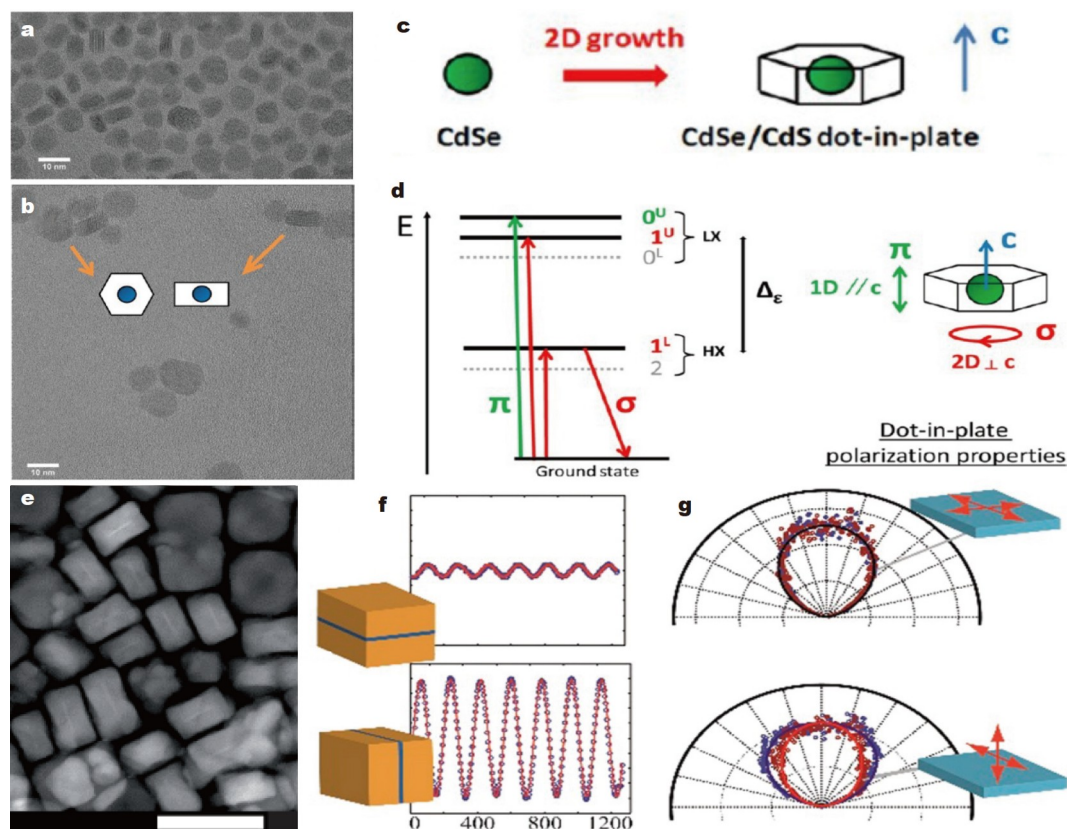 a
10 nm
b
10 nm
c
2D growth
c
CdSe
CdSe/CdS dot-in-plate
d
E
0ᵁ
1ᵁ
0ᴸ
LX
Δε
1ᴸ
2
HX
π
σ
Ground state
c
π
1D //c
σ
2D ⊥ c
Dot-in-plate
polarization properties
e
f
0 400 800 1200
g